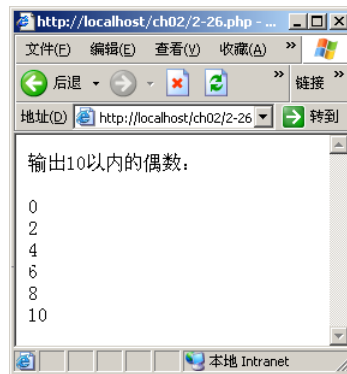 http://localhost/ch02/2-26.php - ...
文件(F) 编辑(E) 查看(V) 收藏(A) »
后退 » 链接 »
地址(D) http://localhost/ch02/2-26 转到
输出10以内的偶数：
0
2
4
6
8
10
本地 Intranet